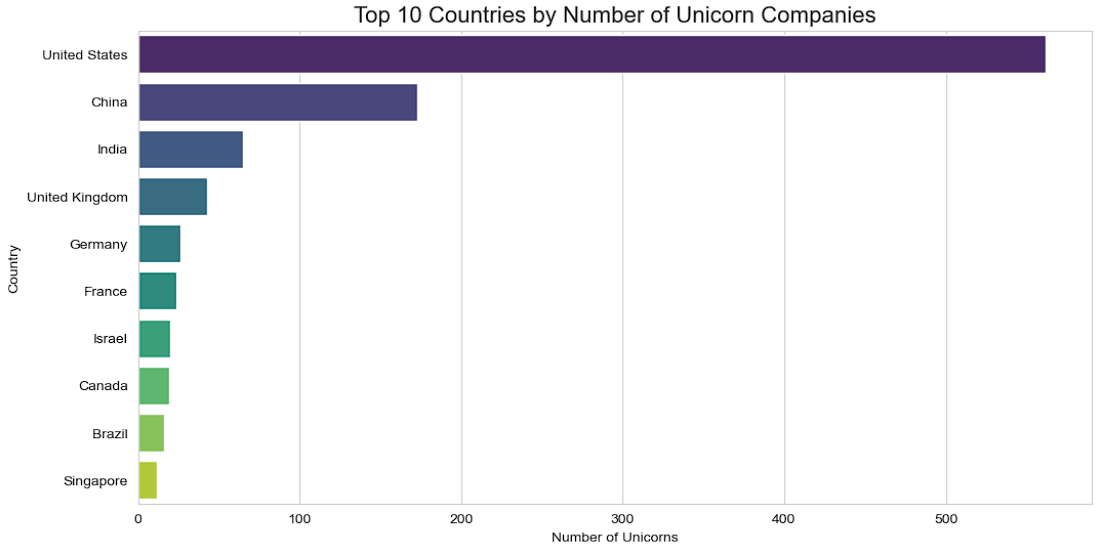 Top 10 Countries by Number of Unicorn Companies
United States
China
India
United Kingdom
Germany
France
Israel
Canada
Brazil
Singapore
Country
0 100 200 300 400 500
Number of Unicorns